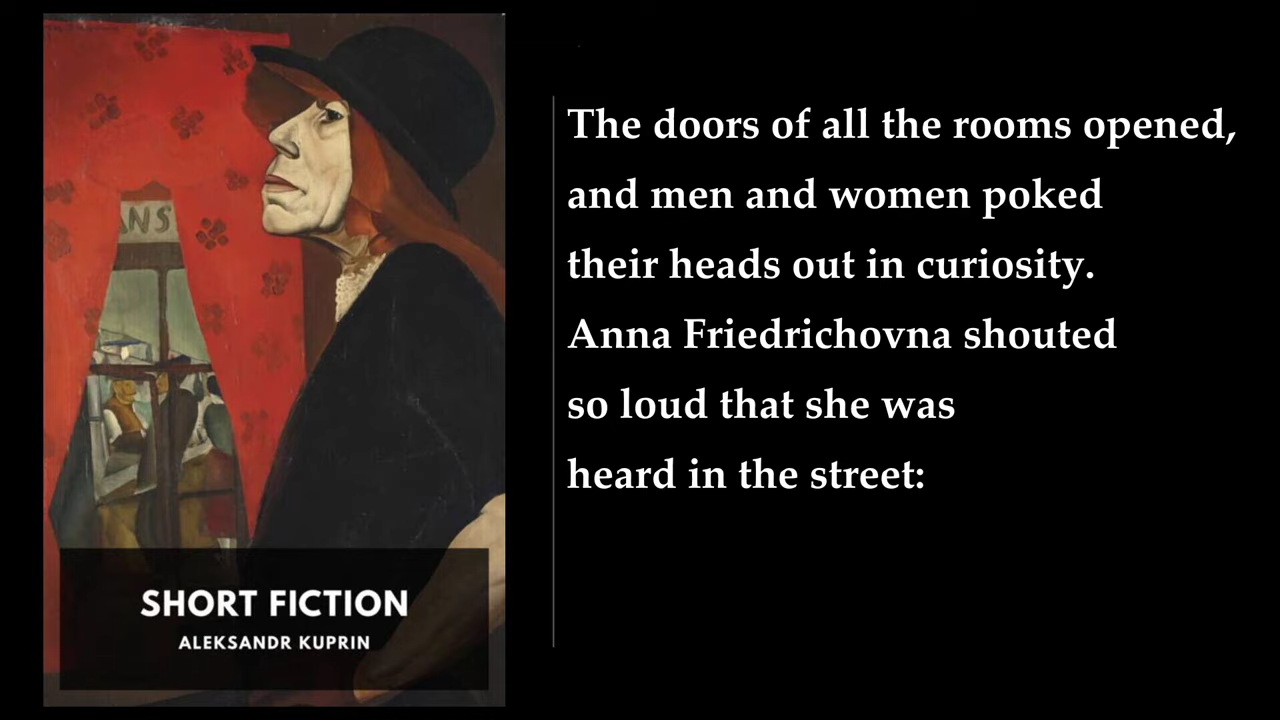 ANS
SHORT FICTION
ALEKSANDR KUPRIN
The doors of all the rooms opened,
and men and women poked
their heads out in curiosity.
Anna Friedrichovna shouted
so loud that she was
heard in the street: